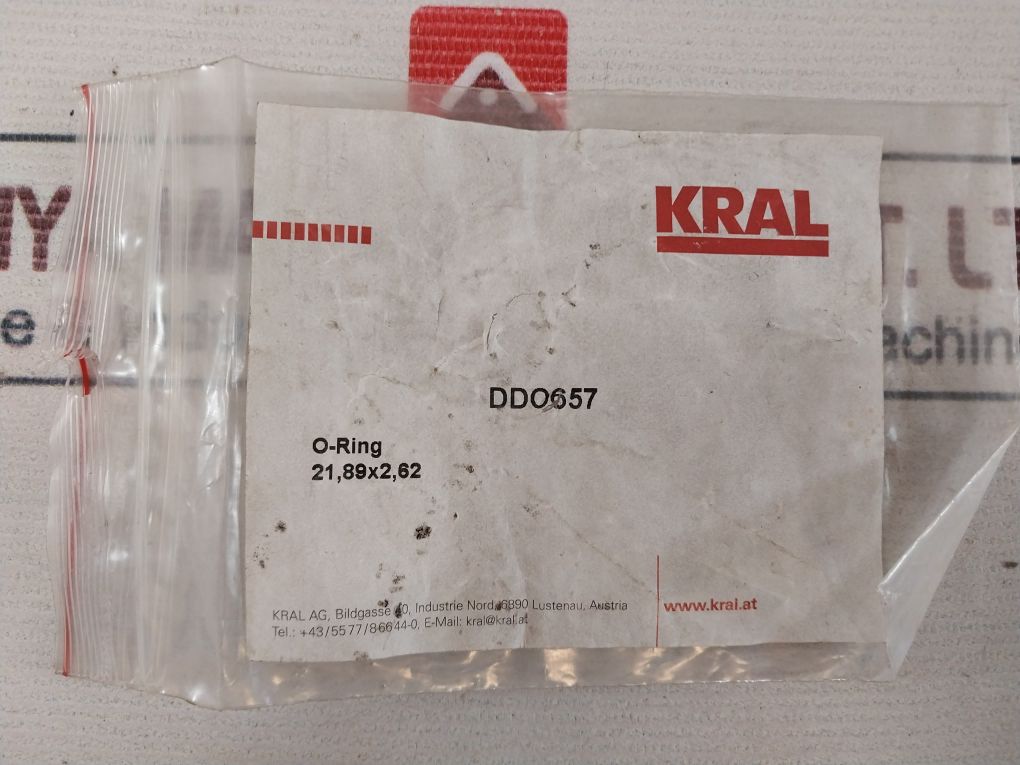 KRAL
DDO657
O-Ring
21,89x2,62
KRAL AG, Bildgasse 40, Industrie Nord, 6890 Lustenau, Austria
Tel.: +43/5577/86644-0, E-Mail: kral@kral.at
www.kral.at